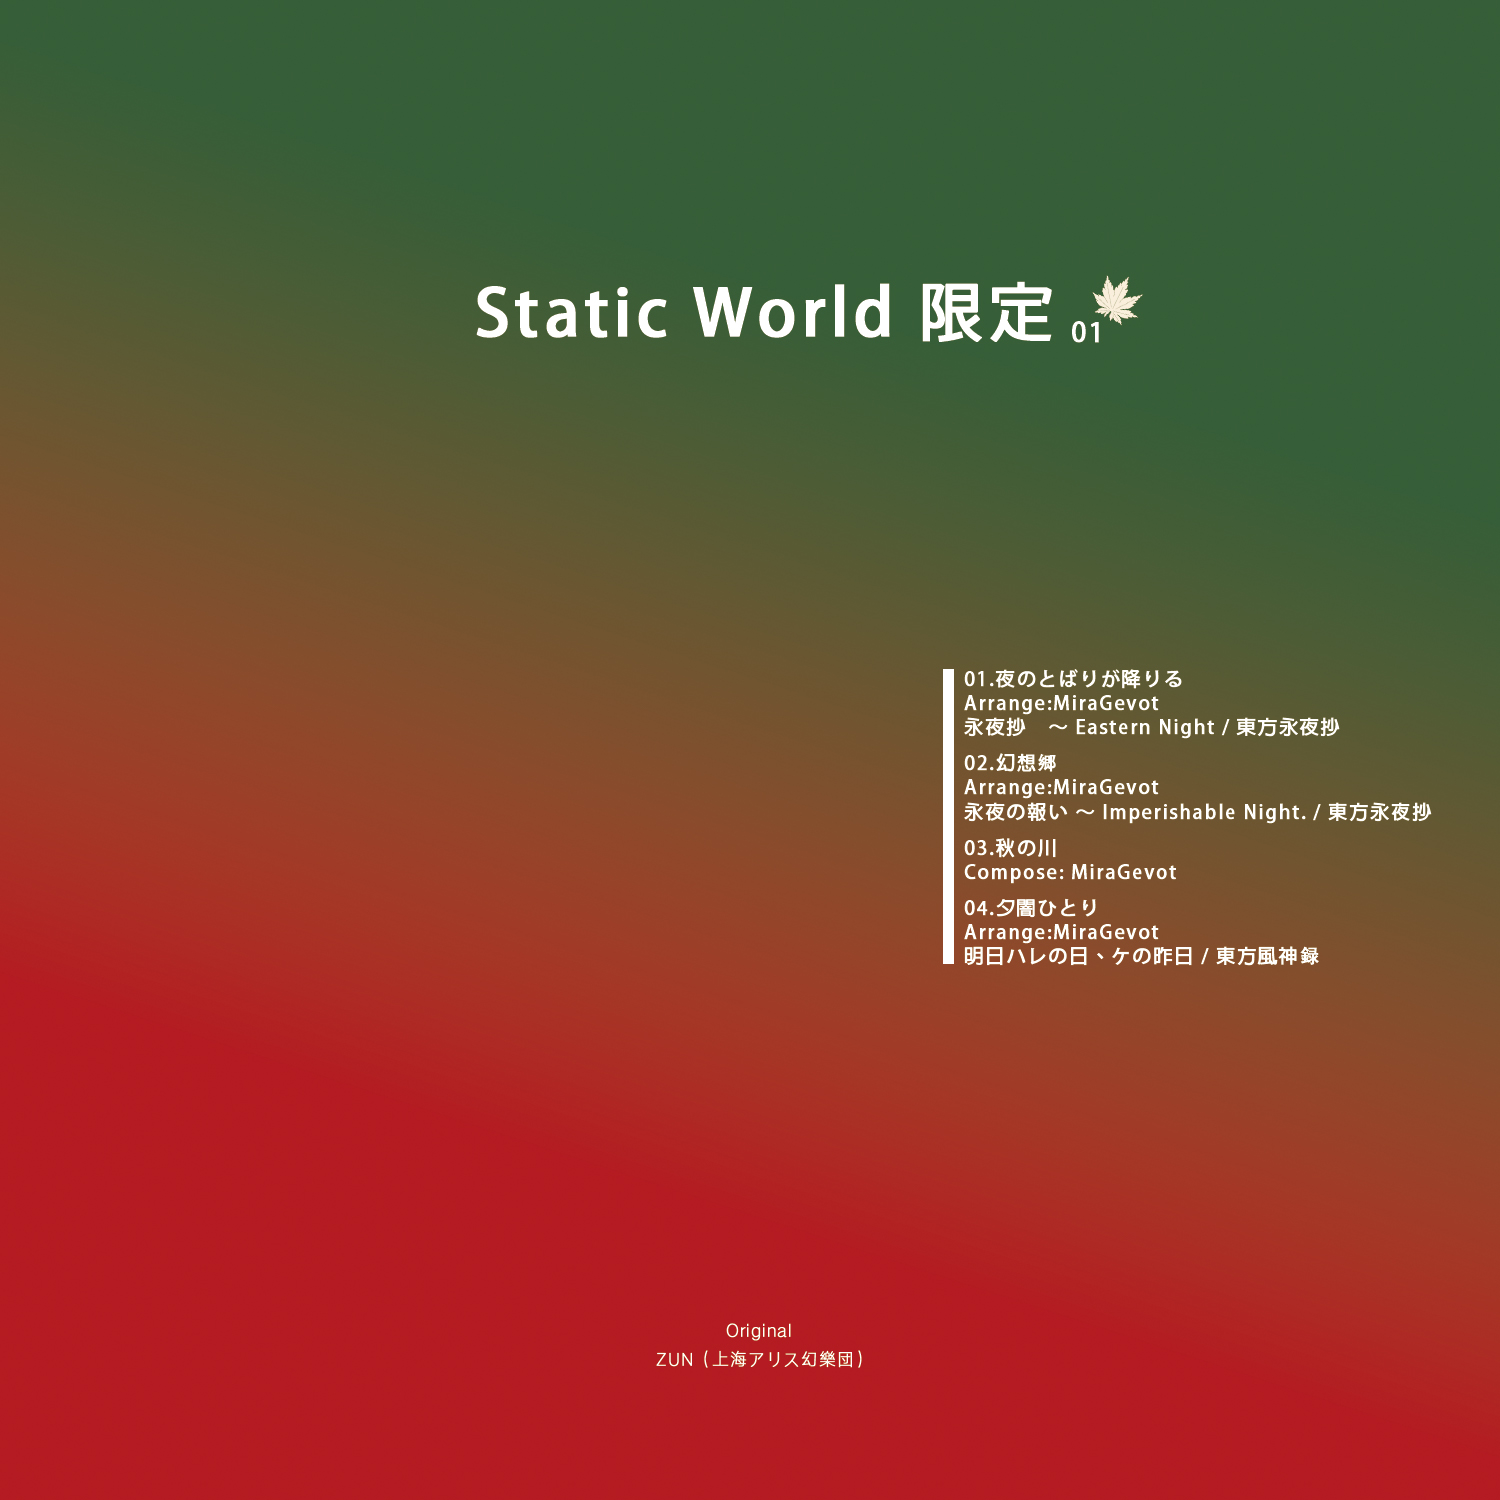 Static World 限定 01
01.夜のとばりが降りる
Arrange:MiraGevot
永夜抄　～ Eastern Night / 東方永夜抄
02.幻想郷
Arrange:MiraGevot
永夜の報い ～ Imperishable Night. / 東方永夜抄
03.秋の川
Compose: MiraGevot
04.夕闇ひとり
Arrange:MiraGevot
明日ハレの日、ケの昨日 / 東方風神録
Original
ZUN（上海アリス幻樂団）